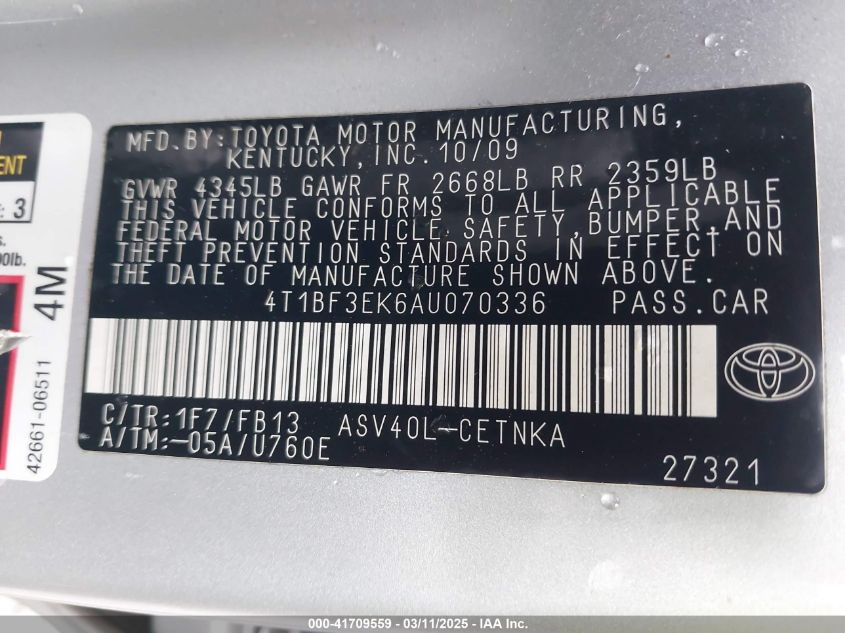 MFD.BY:TOYOTA MOTOR MANUFACTURING,
KENTUCKY,INC.10/09
GVWR 4345LB GAWR FR 2668LB RR 2359LB
THIS VEHICLE CONFORMS TO ALL APPLICABLE
FEDERAL MOTOR VEHICLE SAFETY,BUMPER,AND
THEFT PREVENTION STANDARDS IN EFFECT ON
THE DATE OF MANUFACTURE SHOWN ABOVE.
4T1BF3EK6AU070336 PASS.CAR
C/TR:1F7/FB13 ASV40L-CETNKA
A/TM:-05A/U760E
27321
ENT
: 3
s.
00lb.
4M
42661-06511
000-41709559 — 03/11/2025 — IAA Inc.